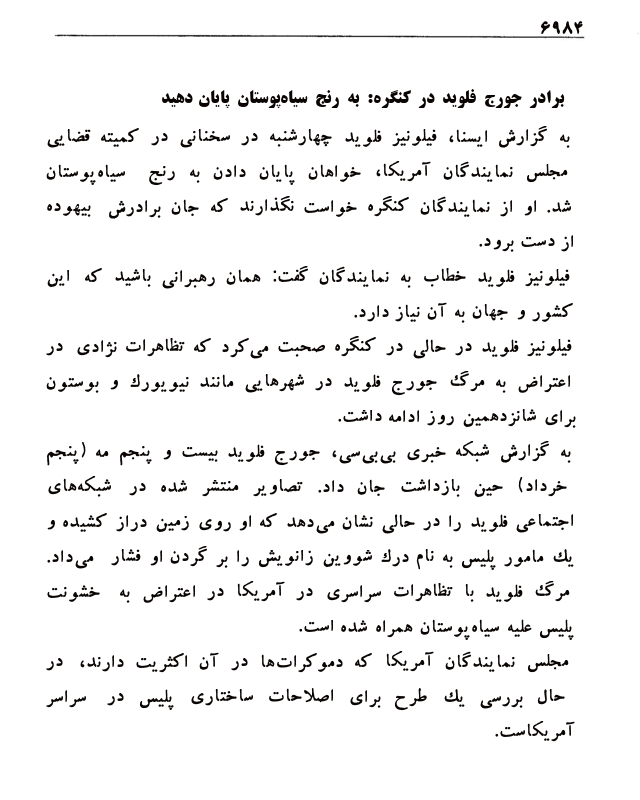 ۶۹۸۴
برادر جورج فلوید در کنگره: به رنج سیاه‌پوستان پایان دهید
به گزارش ایسنا، فیلونیز فلوید چهارشنبه در سخنانی در کمیته قضایی
مجلس نمایندگان آمریکا، خواهان پایان دادن به رنج سیاه‌پوستان
شد. او از نمایندگان کنگره خواست نگذارند که جان برادرش بیهوده
از دست برود.
فیلونیز فلوید خطاب به نمایندگان گفت: همان رهبرانی باشید که این
کشور و جهان به آن نیاز دارد.
فیلونیز فلوید در حالی در کنگره صحبت می‌کرد که تظاهرات نژادی در
اعتراض به مرگ جورج فلوید در شهرهایی مانند نیویورک و بوستون
برای شانزدهمین روز ادامه داشت.
به گزارش شبکه خبری بی‌بی‌سی، جورج فلوید بیست و پنجم مه (پنجم
خرداد) حین بازداشت جان داد. تصاویر منتشر شده در شبکه‌های
اجتماعی فلوید را در حالی نشان می‌دهد که او روی زمین دراز کشیده و
یك مامور پلیس به نام درك شووین زانویش را بر گردن او فشار می‌داد.
مرگ فلوید با تظاهرات سراسری در آمریکا در اعتراض به خشونت
پلیس علیه سیاه‌پوستان همراه شده است.
مجلس نمایندگان آمریکا که دموکرات‌ها در آن اکثریت دارند، در
حال بررسی یك طرح برای اصلاحات ساختاری پلیس در سراسر
آمریکاست.